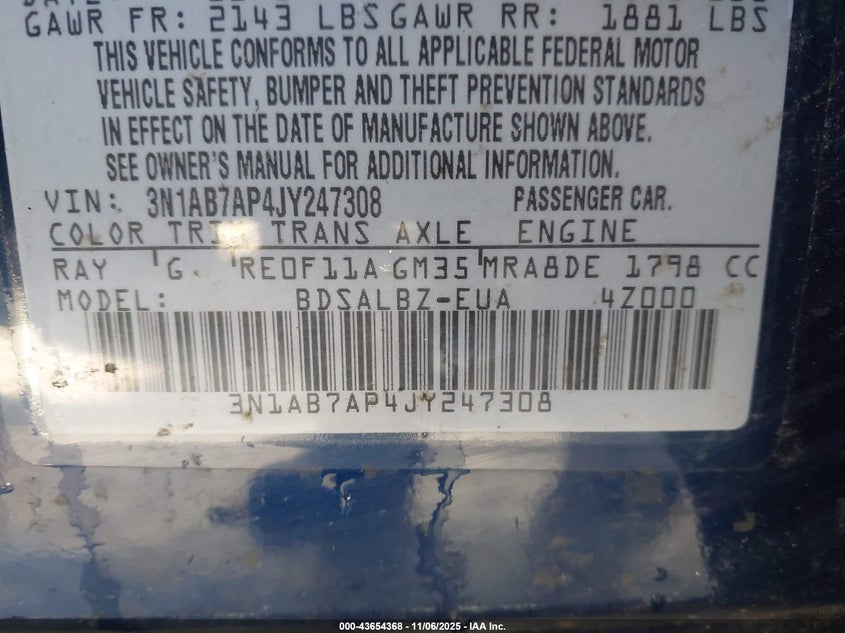 GAWR FR: 2143 LBS GAWR RR: 1881 LBS
THIS VEHICLE CONFORMS TO ALL APPLICABLE FEDERAL MOTOR
VEHICLE SAFETY, BUMPER AND THEFT PREVENTION STANDARDS
IN EFFECT ON THE DATE OF MANUFACTURE SHOWN ABOVE.
SEE OWNER'S MANUAL FOR ADDITIONAL INFORMATION.
VIN: 3N1AB7AP4JY247308 PASSENGER CAR.
COLOR TRIM TRANS AXLE ENGINE
RAY G RE0F11A GM35 MRA8DE 1798 CC
MODEL: BDSALBZ-EUA 4Z000
3N1AB7AP4JY247308
000-43654368 - 11/06/2025 - IAA Inc.